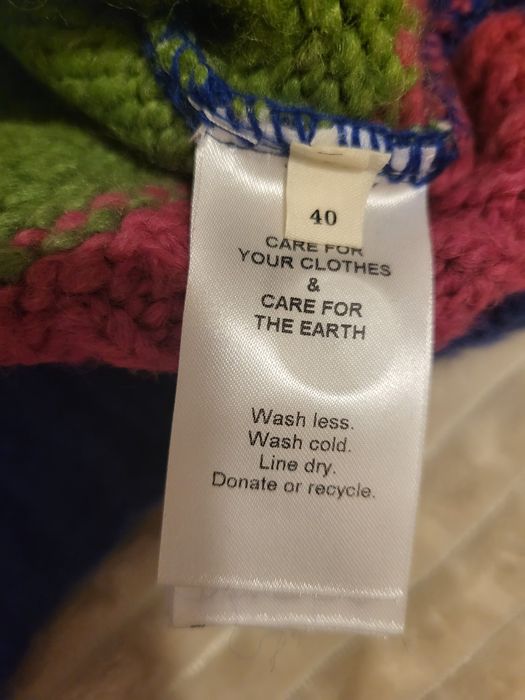 40
CARE FOR
YOUR CLOTHES
&
CARE FOR
THE EARTH
Wash less.
Wash cold.
Line dry.
Donate or recycle.